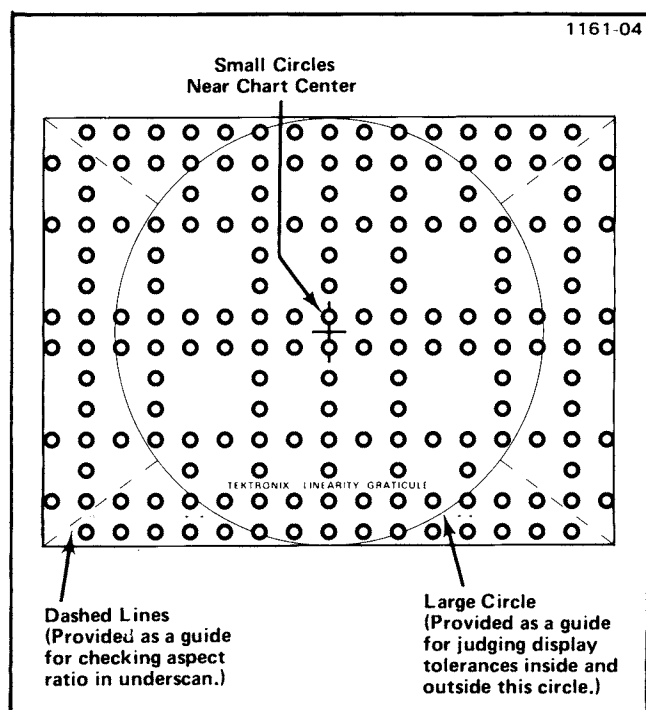 1161-04
Small Circles
Near Chart Center
TEKTRONIX LINEARITY GRATICULE
Dashed Lines
(Provided as a guide
for checking aspect
ratio in underscan.)
Large Circle
(Provided as a guide
for judging display
tolerances inside and
outside this circle.)